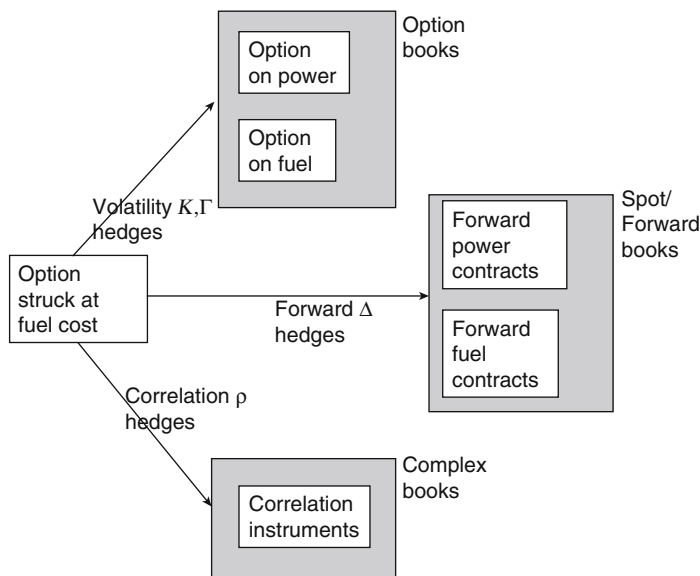 Option
books
Option
on power
Option
on fuel
Volatility K,Γ
hedges
Spot/
Forward
books
Forward
power
contracts
Option
struck at
fuel cost
Forward Δ
hedges
Forward
fuel
contracts
Correlation ρ
hedges
Complex
books
Correlation
instruments